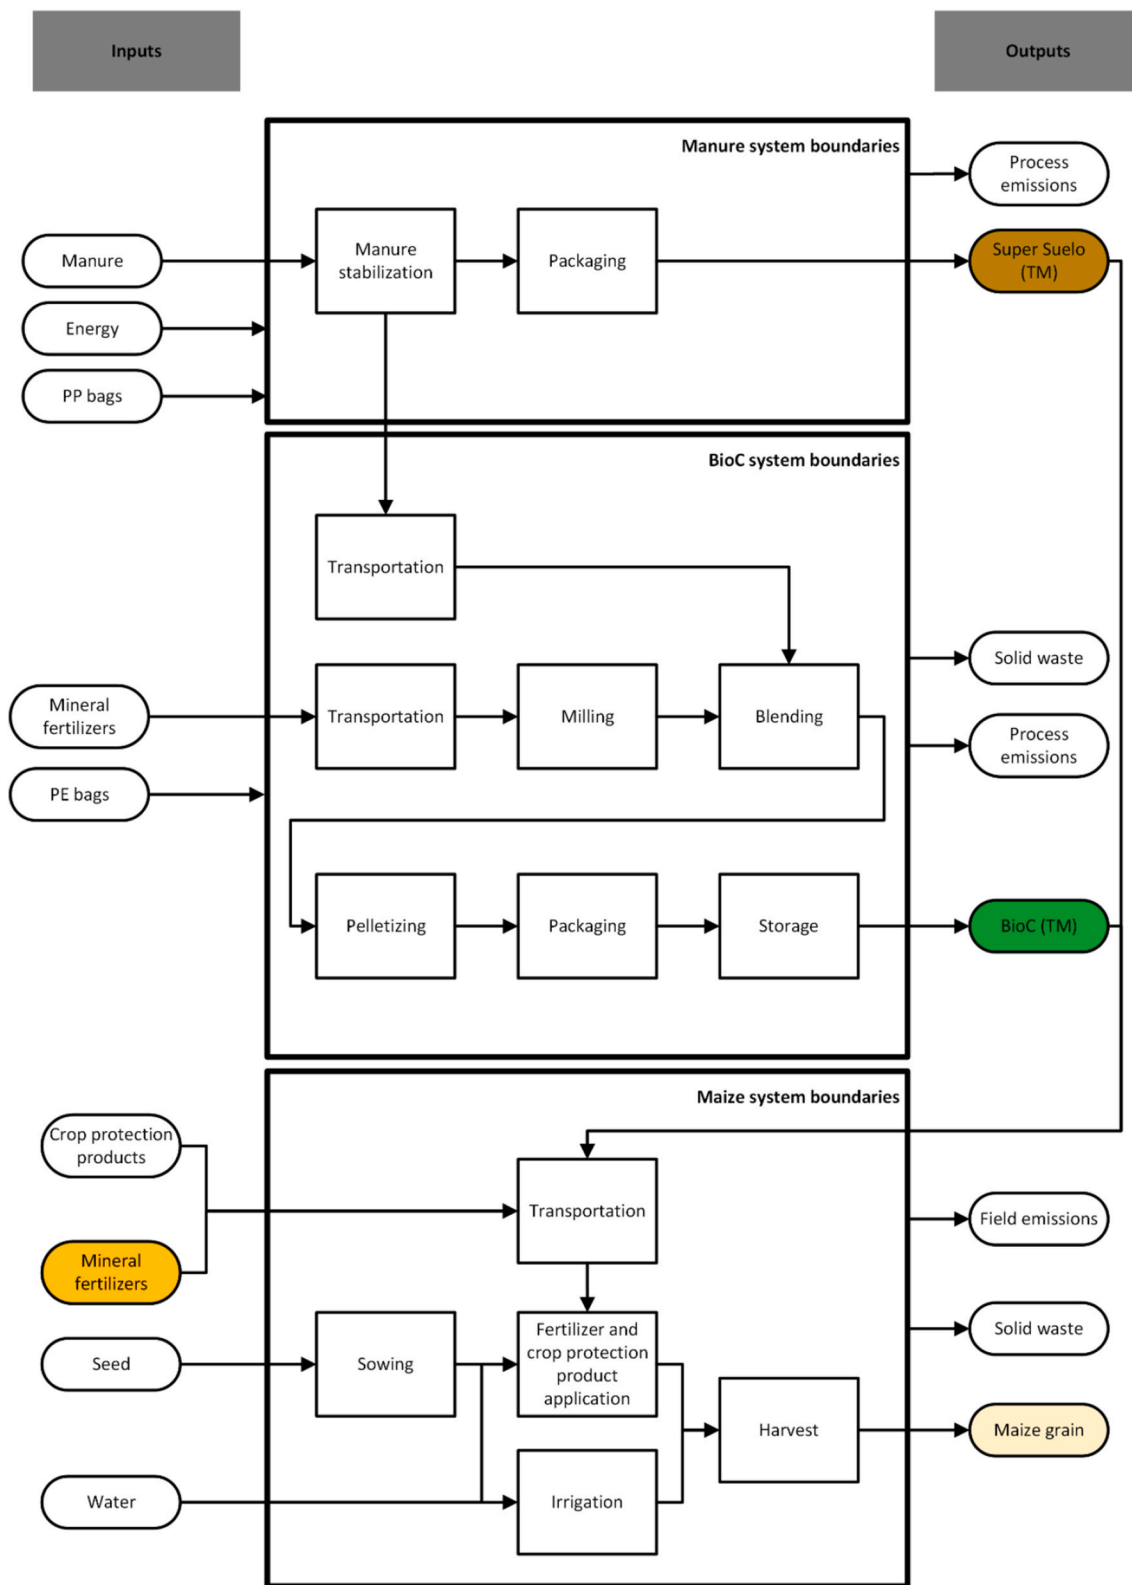 Inputs
Outputs
Manure system boundaries
Process
emissions
Manure
Manure
stabilization
Packaging
Super Suelo
(TM)
Energy
PP bags
BioC system boundaries
Transportation
Solid waste
Mineral
fertilizers
Transportation
Milling
Blending
Process
emissions
PE bags
Pelletizing
Packaging
Storage
BioC (TM)
Maize system boundaries
Crop protection
products
Transportation
Field emissions
Mineral
fertilizers
Solid waste
Seed
Sowing
Fertilizer and
crop protection
product
application
Harvest
Maize grain
Water
Irrigation